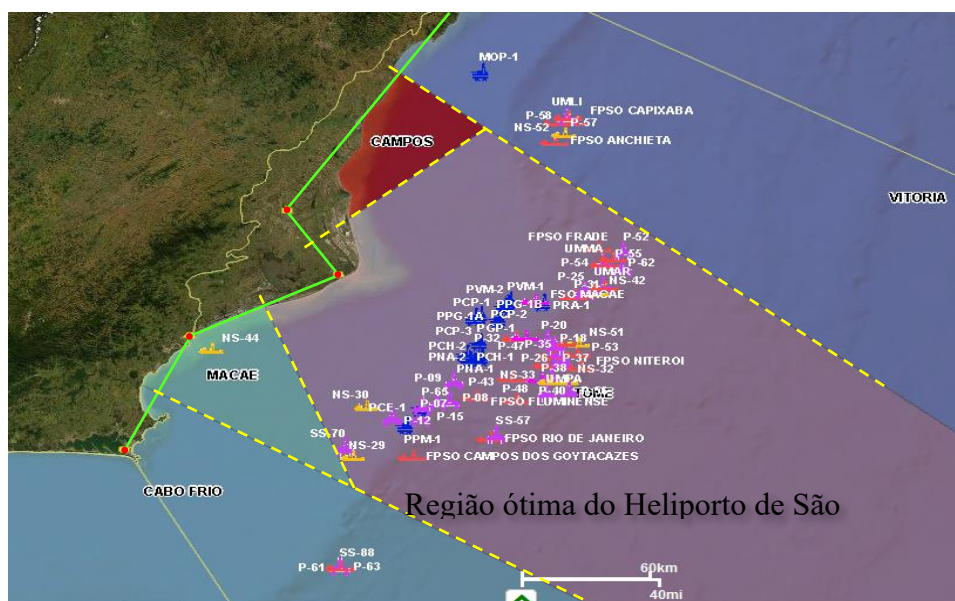 MOP-1
UMLI
FPSO CAPIXABA
P-58
P-57
NS-52
FPSO ANCHIETA
CAMPOS
VITORIA
FPSO FRADE
P-52
UMMA
P-55
P-54
P-62
P-25
UMAR
NS-42
P-31
PVM-2
PVM-1
FSO MACAE
PCP-1
PPG-1B
PRA-1
PPG-1A
PCP-2
PGP-1
PCP-3
P-20
NS-51
P-32
P-18
P-47
P-35
P-53
PCH-2
PNA-2
PCH-1
P-26
P-37
FPSO NITEROI
PNA-1
P-38
NS-32
NS-44
MACAE
P-09
P-43
NS-33
UMPA
P-65
P-48
P-40
TOME
NS-30
P-07
P-08
FPSO FLUMINENSE
PCE-1
P-12
P-15
SS-57
SS-70
NS-29
PPM-1
FPSO RIO DE JANEIRO
FPSO CAMPOS DOS GOYTACAZES
CABO FRIO
Região ótima do Heliporto de São
SS-88
P-61
P-63
60km
40mi